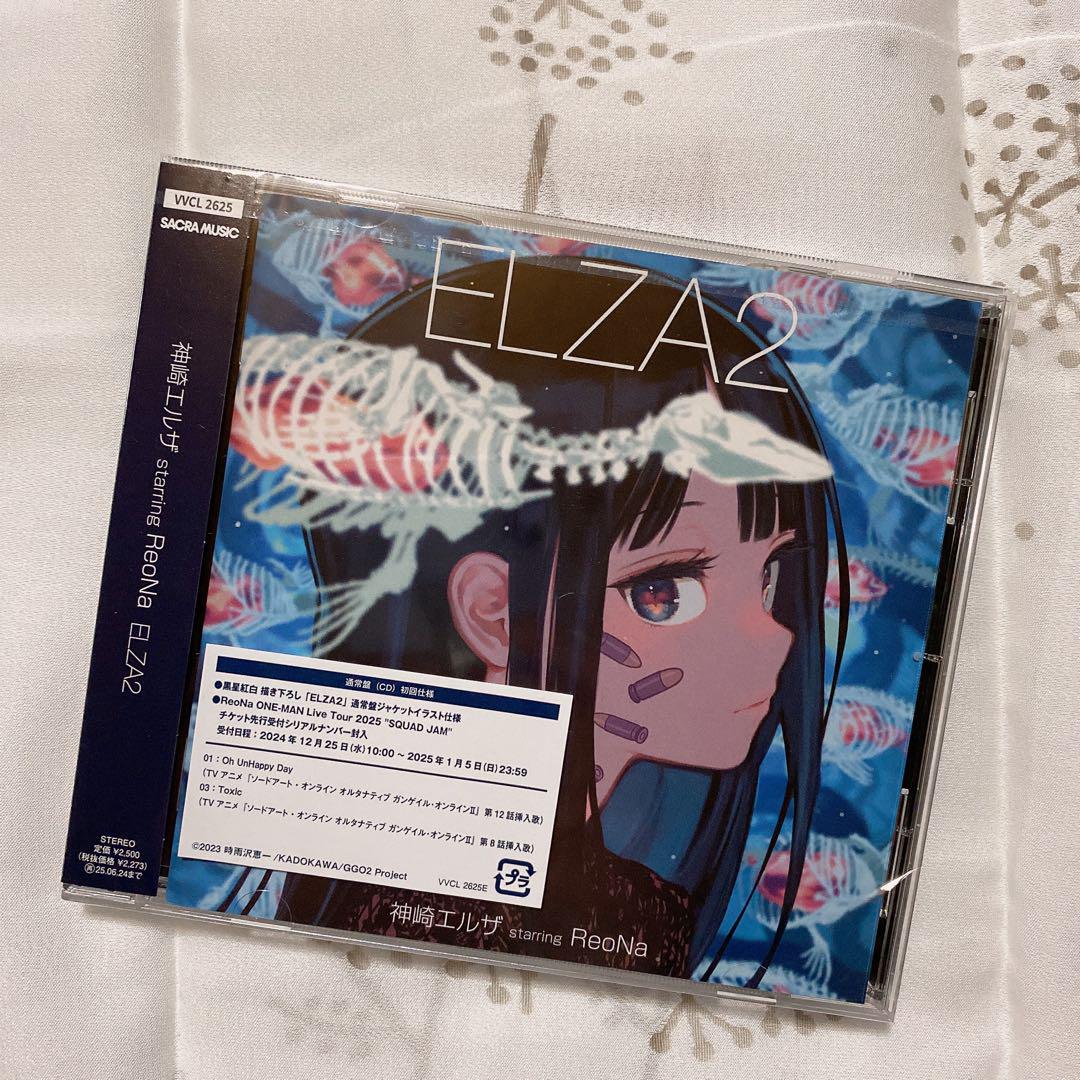 VVCL 2625
SACRA MUSIC
神崎エルザ starring ReoNa ELZA2
STEREO
定価 ¥2,500
(税抜価格 ¥2,273)
再 25.06.24まで
ELZA2
通常盤(CD)初回仕様
●黒星紅白 描き下ろし「ELZA2」通常盤ジャケットイラスト仕様
●ReoNa ONE-MAN Live Tour 2025 "SQUAD JAM"
チケット先行受付シリアルナンバー封入
受付日程:2024年12月25日(水)10:00 ~ 2025年1月5日(日)23:59
01:Oh UnHappy Day
(TVアニメ「ソードアート・オンライン オルタナティブ ガンゲイル・オンラインII」第12話挿入歌)
03:Toxic
(TVアニメ「ソードアート・オンライン オルタナティブ ガンゲイル・オンラインII」第8話挿入歌)
©2023 時雨沢恵一 /KADOKAWA/GGO2 Project
VVCL 2625E
プラ
神崎エルザ starring ReoNa